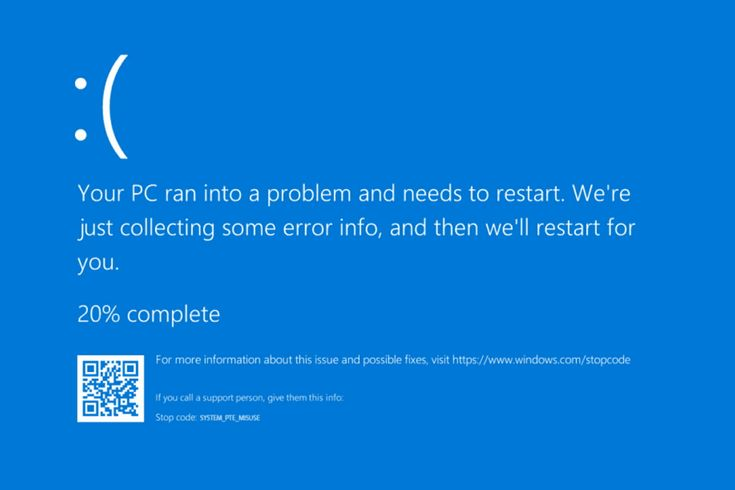 :(
Your PC ran into a problem and needs to restart. We're
just collecting some error info, and then we'll restart for
you.
20% complete
For more information about this issue and possible fixes, visit https://www.windows.com/stopcode
If you call a support person, give them this info:
Stop code: SYSTEM_PTE_MISUSE